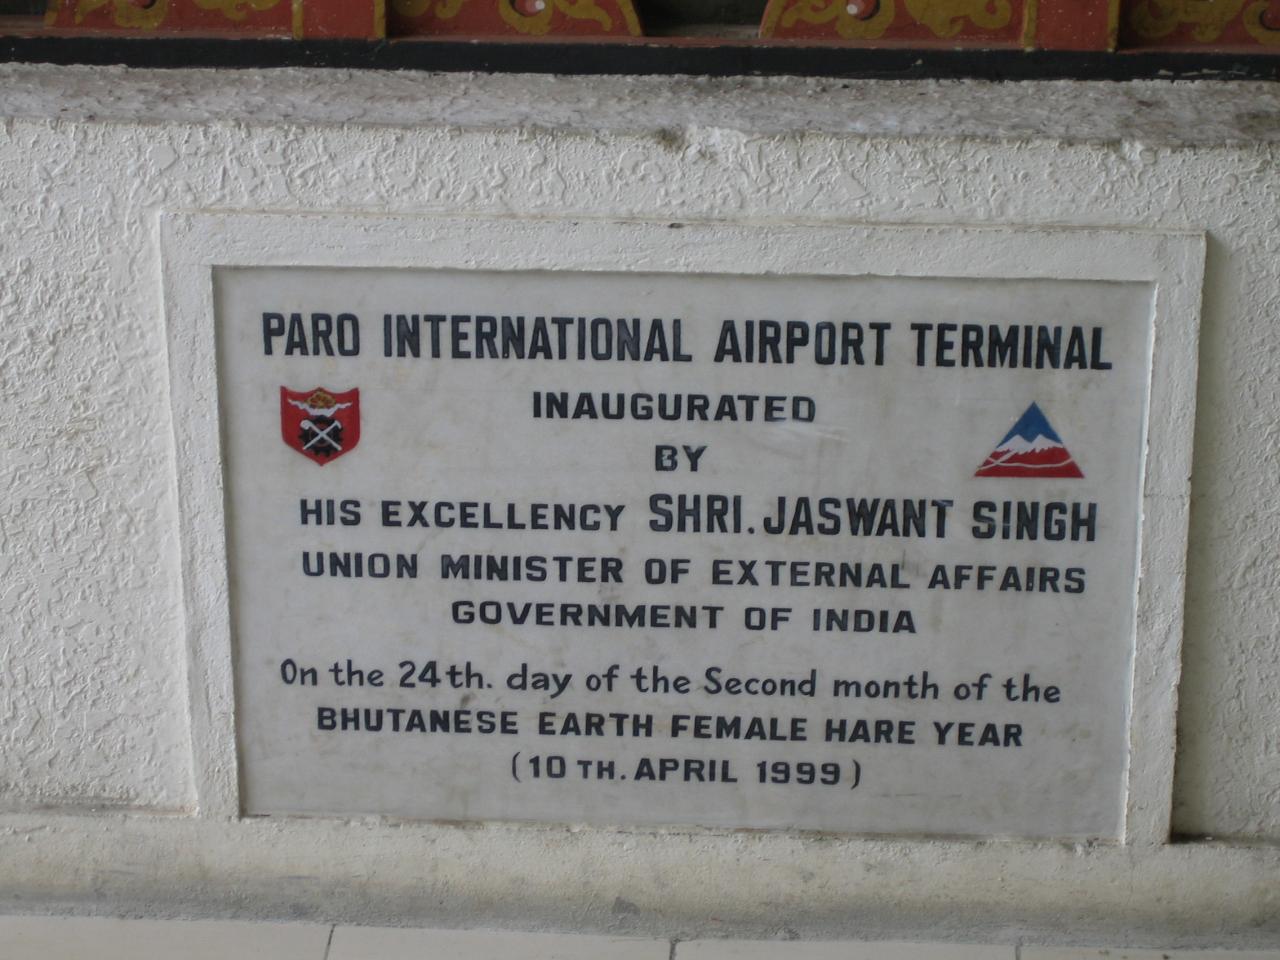 PARO INTERNATIONAL AIRPORT TERMINAL
INAUGURATED
BY
HIS EXCELLENCY SHRI. JASWANT SINGH
UNION MINISTER OF EXTERNAL AFFAIRS
GOVERNMENT OF INDIA
On the 24th. day of the Second month of the
BHUTANESE EARTH FEMALE HARE YEAR
(10 TH. APRIL 1999)